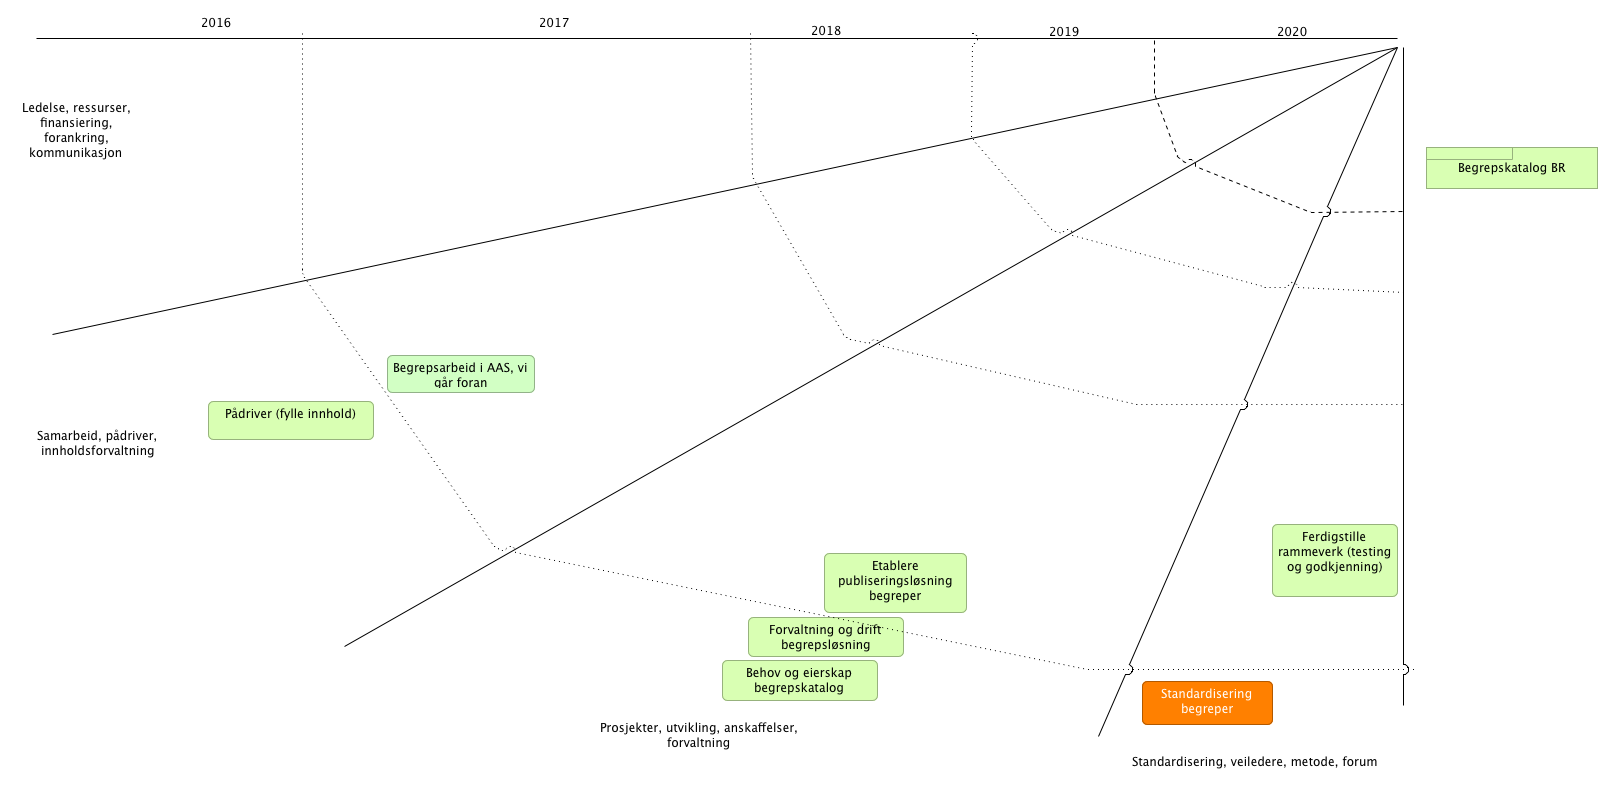 2016
2017
2018
2019
2020
Ledelse, ressurser,
finansiering,
forankring,
kommunikasjon
Begrepskatalog BR
Begrepsarbeid i AAS, vi
går foran
Pådriver (fylle innhold)
Samarbeid, pådriver,
innholdsforvaltning
Ferdigstille
rammeverk (testing
og godkjenning)
Etablere
publiseringsløsning
begreper
Forvaltning og drift
begrepsløsning
Behov og eierskap
begrepskatalog
Standardisering
begreper
Prosjekter, utvikling, anskaffelser,
forvaltning
Standardisering, veiledere, metode, forum